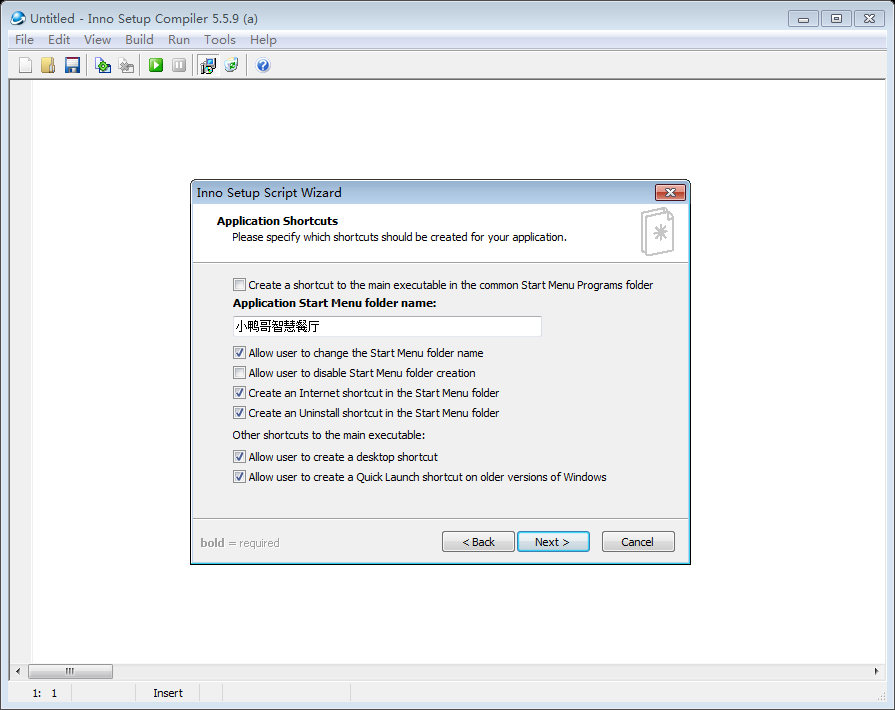 Untitled - Inno Setup Compiler 5.5.9 (a)
File Edit View Build Run Tools Help
Inno Setup Script Wizard
Application Shortcuts
Please specify which shortcuts should be created for your application.
Create a shortcut to the main executable in the common Start Menu Programs folder
Application Start Menu folder name:
小鸭哥智慧餐厅
Allow user to change the Start Menu folder name
Allow user to disable Start Menu folder creation
Create an Internet shortcut in the Start Menu folder
Create an Uninstall shortcut in the Start Menu folder
Other shortcuts to the main executable:
Allow user to create a desktop shortcut
Allow user to create a Quick Launch shortcut on older versions of Windows
bold = required
< Back Next > Cancel
1: 1 Insert